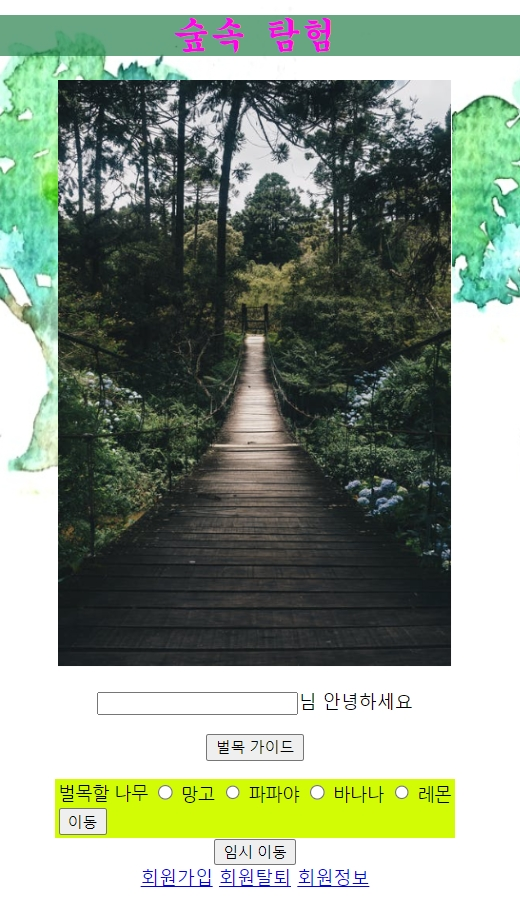 숲속 탐험
님 안녕하세요
벌목 가이드
벌목할 나무 망고 파파야 바나나 레몬
이동
임시 이동
회원가입 회원탈퇴 회원정보